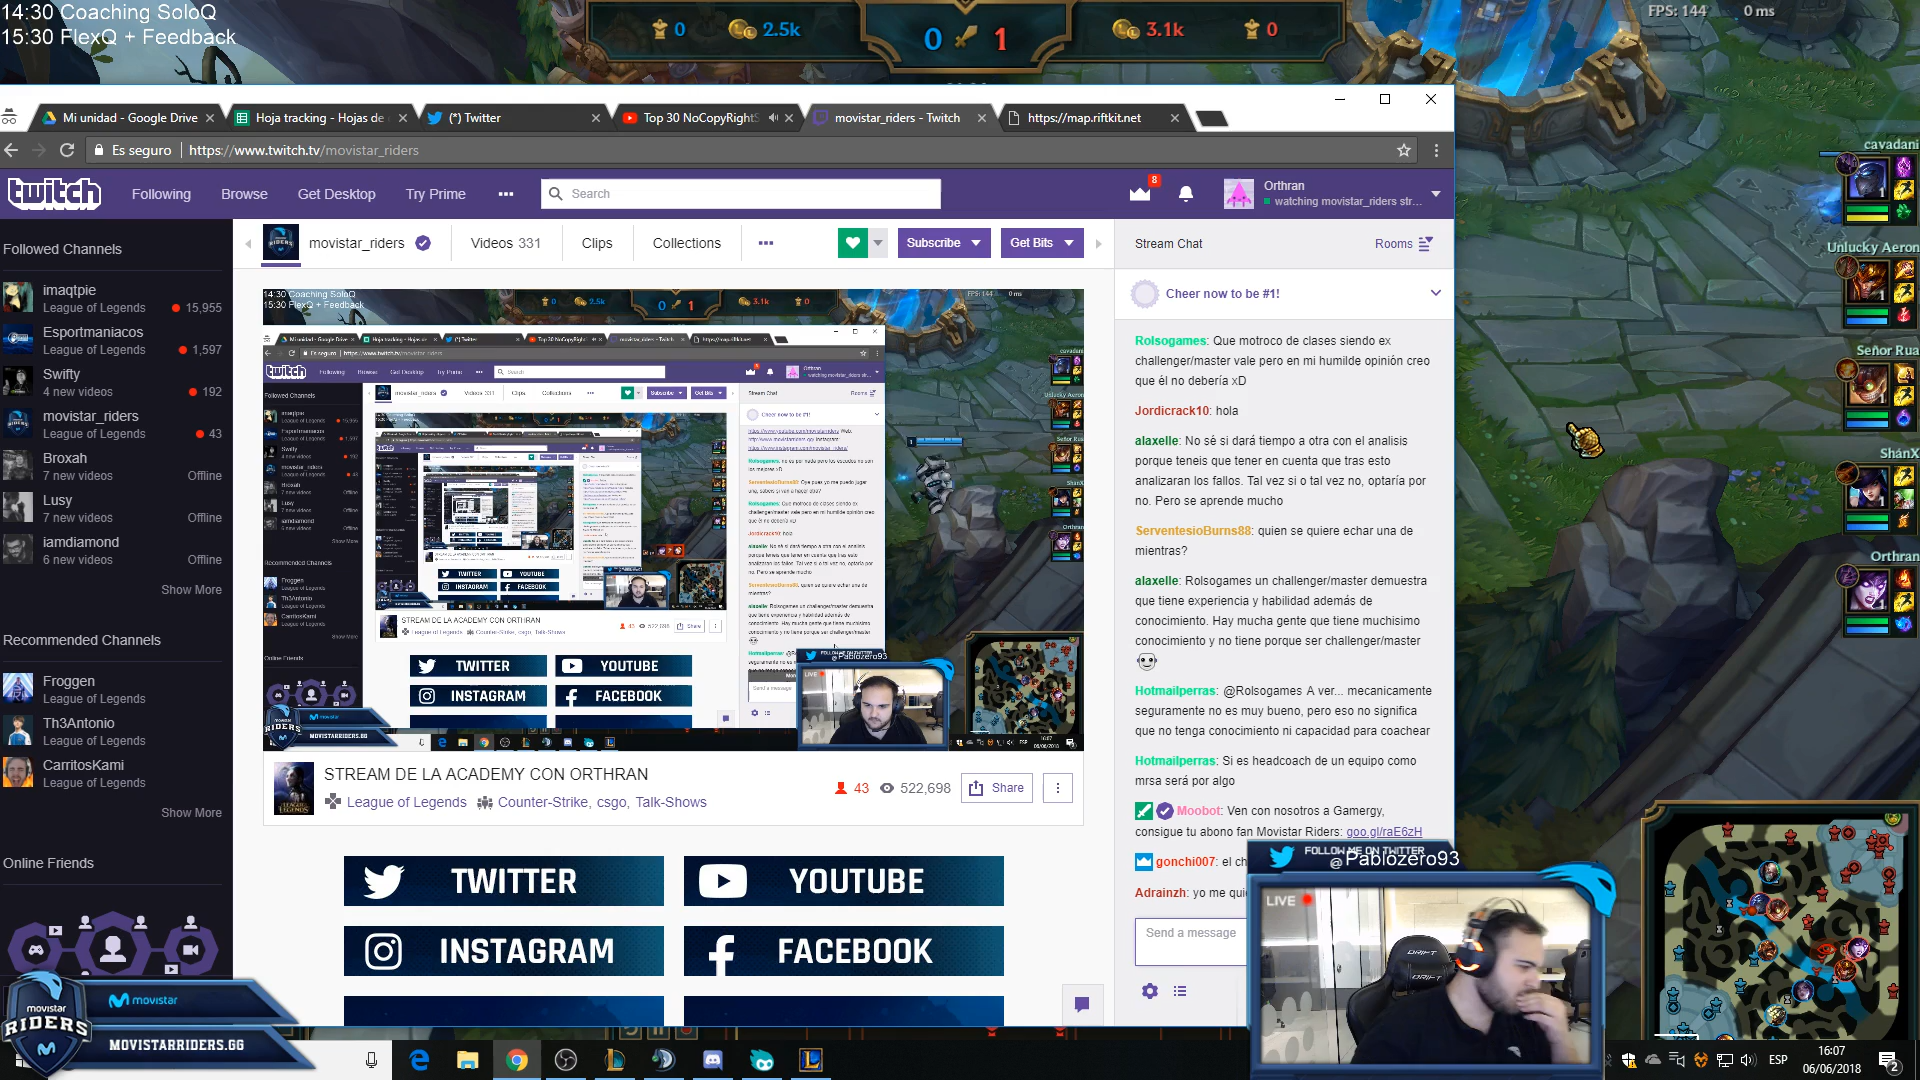 14:30 Coaching SoloQ
15:30 FlexQ + Feedback
0 2.5k 0 1 3.1k 0
FPS: 144 0 ms
Mi unidad - Google Drive
Hoja tracking - Hojas de
(*) Twitter
Top 30 NoCopyRightS
movistar_riders - Twitch
https://map.riftkit.net
Es seguro https://www.twitch.tv/movistar_riders
twitch Following Browse Get Desktop Try Prime Search 8
Orthran
watching movistar_riders str...
Followed Channels
imaqtpie
League of Legends 15,955
Esportmaniacos
League of Legends 1,597
Swifty
4 new videos 192
movistar_riders
League of Legends 43
Broxah
7 new videos Offline
Lusy
7 new videos Offline
iamdiamond
6 new videos Offline
Show More
Recommended Channels
Froggen
League of Legends
Th3Antonio
League of Legends
CarritosKami
League of Legends
Show More
Online Friends
movistar_riders Videos 331 Clips Collections Subscribe Get Bits
STREAM DE LA ACADEMY CON ORTHRAN
League of Legends Counter-Strike, csgo, Talk-Shows
43 522,698 Share
TWITTER YOUTUBE
INSTAGRAM FACEBOOK
Stream Chat Rooms
Cheer now to be #1!
Rolsogames: Que motroco de clases siendo ex
challenger/master vale pero en mi humilde opinión creo
que él no debería xD
Jordicrack10: hola
alaxelle: No sé si dará tiempo a otra con el analisis
porque teneis que tener en cuenta que tras esto
analizaran los fallos. Tal vez si o tal vez no, optaría por
no. Pero se aprende mucho
ServentesioBurns88: quien se quiere echar una de
mientras?
alaxelle: Rolsogames un challenger/master demuestra
que tiene experiencia y habilidad además de
conocimiento. Hay mucha gente que tiene muchisimo
conocimiento y no tiene porque ser challenger/master
Hotmailperras: @Rolsogames A ver... mecanicamente
seguramente no es muy bueno, pero eso no significa
que no tenga conocimiento ni capacidad para coachear
Hotmailperras: Si es headcoach de un equipo como
mrsa será por algo
Moobot: Ven con nosotros a Gamergy,
consigue tu abono fan Movistar Riders: goo.gl/raE6zH
gonchi007: el ch
Adrainzh: yo me qui
Send a message
FOLLOW ME ON TWITTER
@Pablozero93
LIVE
DRIFT DRIFT
cavadani
Unlucky Aeron
Señor Rua
ShánX
Orthran
movistar
RIDERS
movistar
MOVISTARRIDERS.GG
ESP
16:07
06/06/2018
2